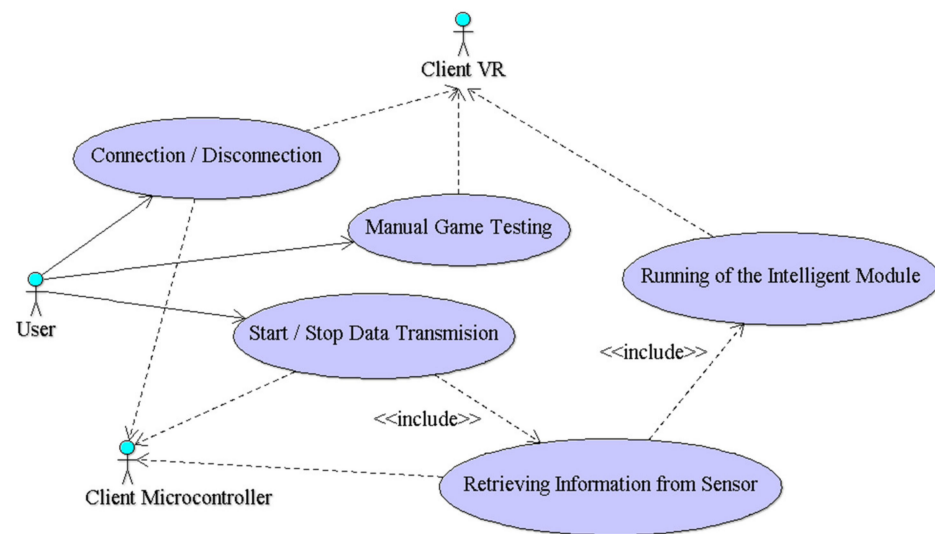 Client VR
Connection / Disconnection
Manual Game Testing
Running of the Intelligent Module
User
Start / Stop Data Transmision
<<include>>
<<include>>
Retrieving Information from Sensor
Client Microcontroller